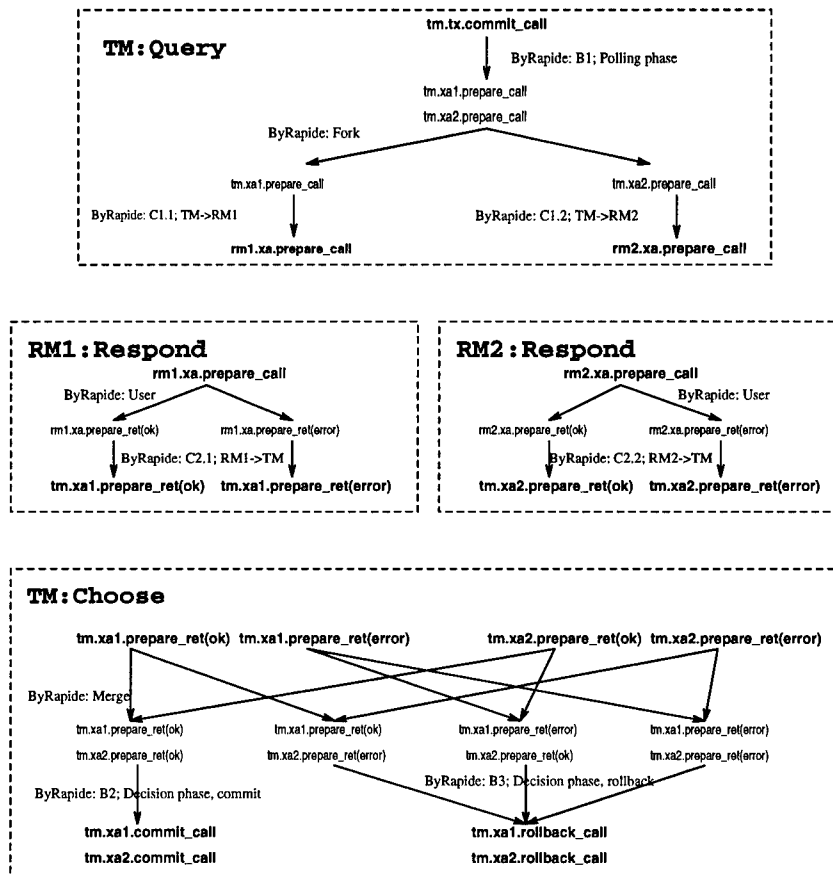 TM:Query
tm.tx.commit_call
ByRapide: B1; Polling phase
tm.xa1.prepare_call
tm.xa2.prepare_call
ByRapide: Fork
tm.xa1.prepare_call
tm.xa2.prepare_call
ByRapide: C1.1; TM->RM1
ByRapide: C1.2; TM->RM2
rm1.xa.prepare_call
rm2.xa.prepare_call
RM1:Respond
rm1.xa.prepare_call
ByRapide: User
rm1.xa.prepare_ret(ok)
rm1.xa.prepare_ret(error)
ByRapide: C2.1; RM1->TM
tm.xa1.prepare_ret(ok)
tm.xa1.prepare_ret(error)
RM2:Respond
rm2.xa.prepare_call
ByRapide: User
rm2.xa.prepare_ret(ok)
rm2.xa.prepare_ret(error)
ByRapide: C2.2; RM2->TM
tm.xa2.prepare_ret(ok)
tm.xa2.prepare_ret(error)
TM:Choose
tm.xa1.prepare_ret(ok)
tm.xa1.prepare_ret(error)
tm.xa2.prepare_ret(ok)
tm.xa2.prepare_ret(error)
ByRapide: Merge
tm.xa1.prepare_ret(ok)
tm.xa2.prepare_ret(ok)
tm.xa1.prepare_ret(ok)
tm.xa2.prepare_ret(error)
tm.xa1.prepare_ret(error)
tm.xa2.prepare_ret(ok)
tm.xa1.prepare_ret(error)
tm.xa2.prepare_ret(error)
ByRapide: B2; Decision phase, commit
ByRapide: B3; Decision phase, rollback
tm.xa1.commit_call
tm.xa2.commit_call
tm.xa1.rollback_call
tm.xa2.rollback_call